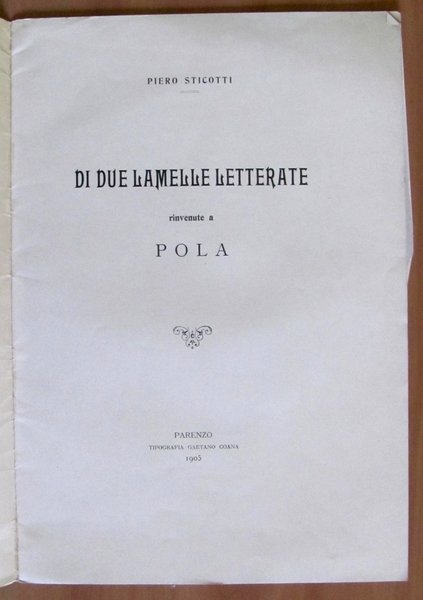 PIERO STICOTTI
DI DUE LAMELLE LETTERATE
rinvenute a
POLA
PARENZO
TIPOGRAFIA GAETANO COANA
1905